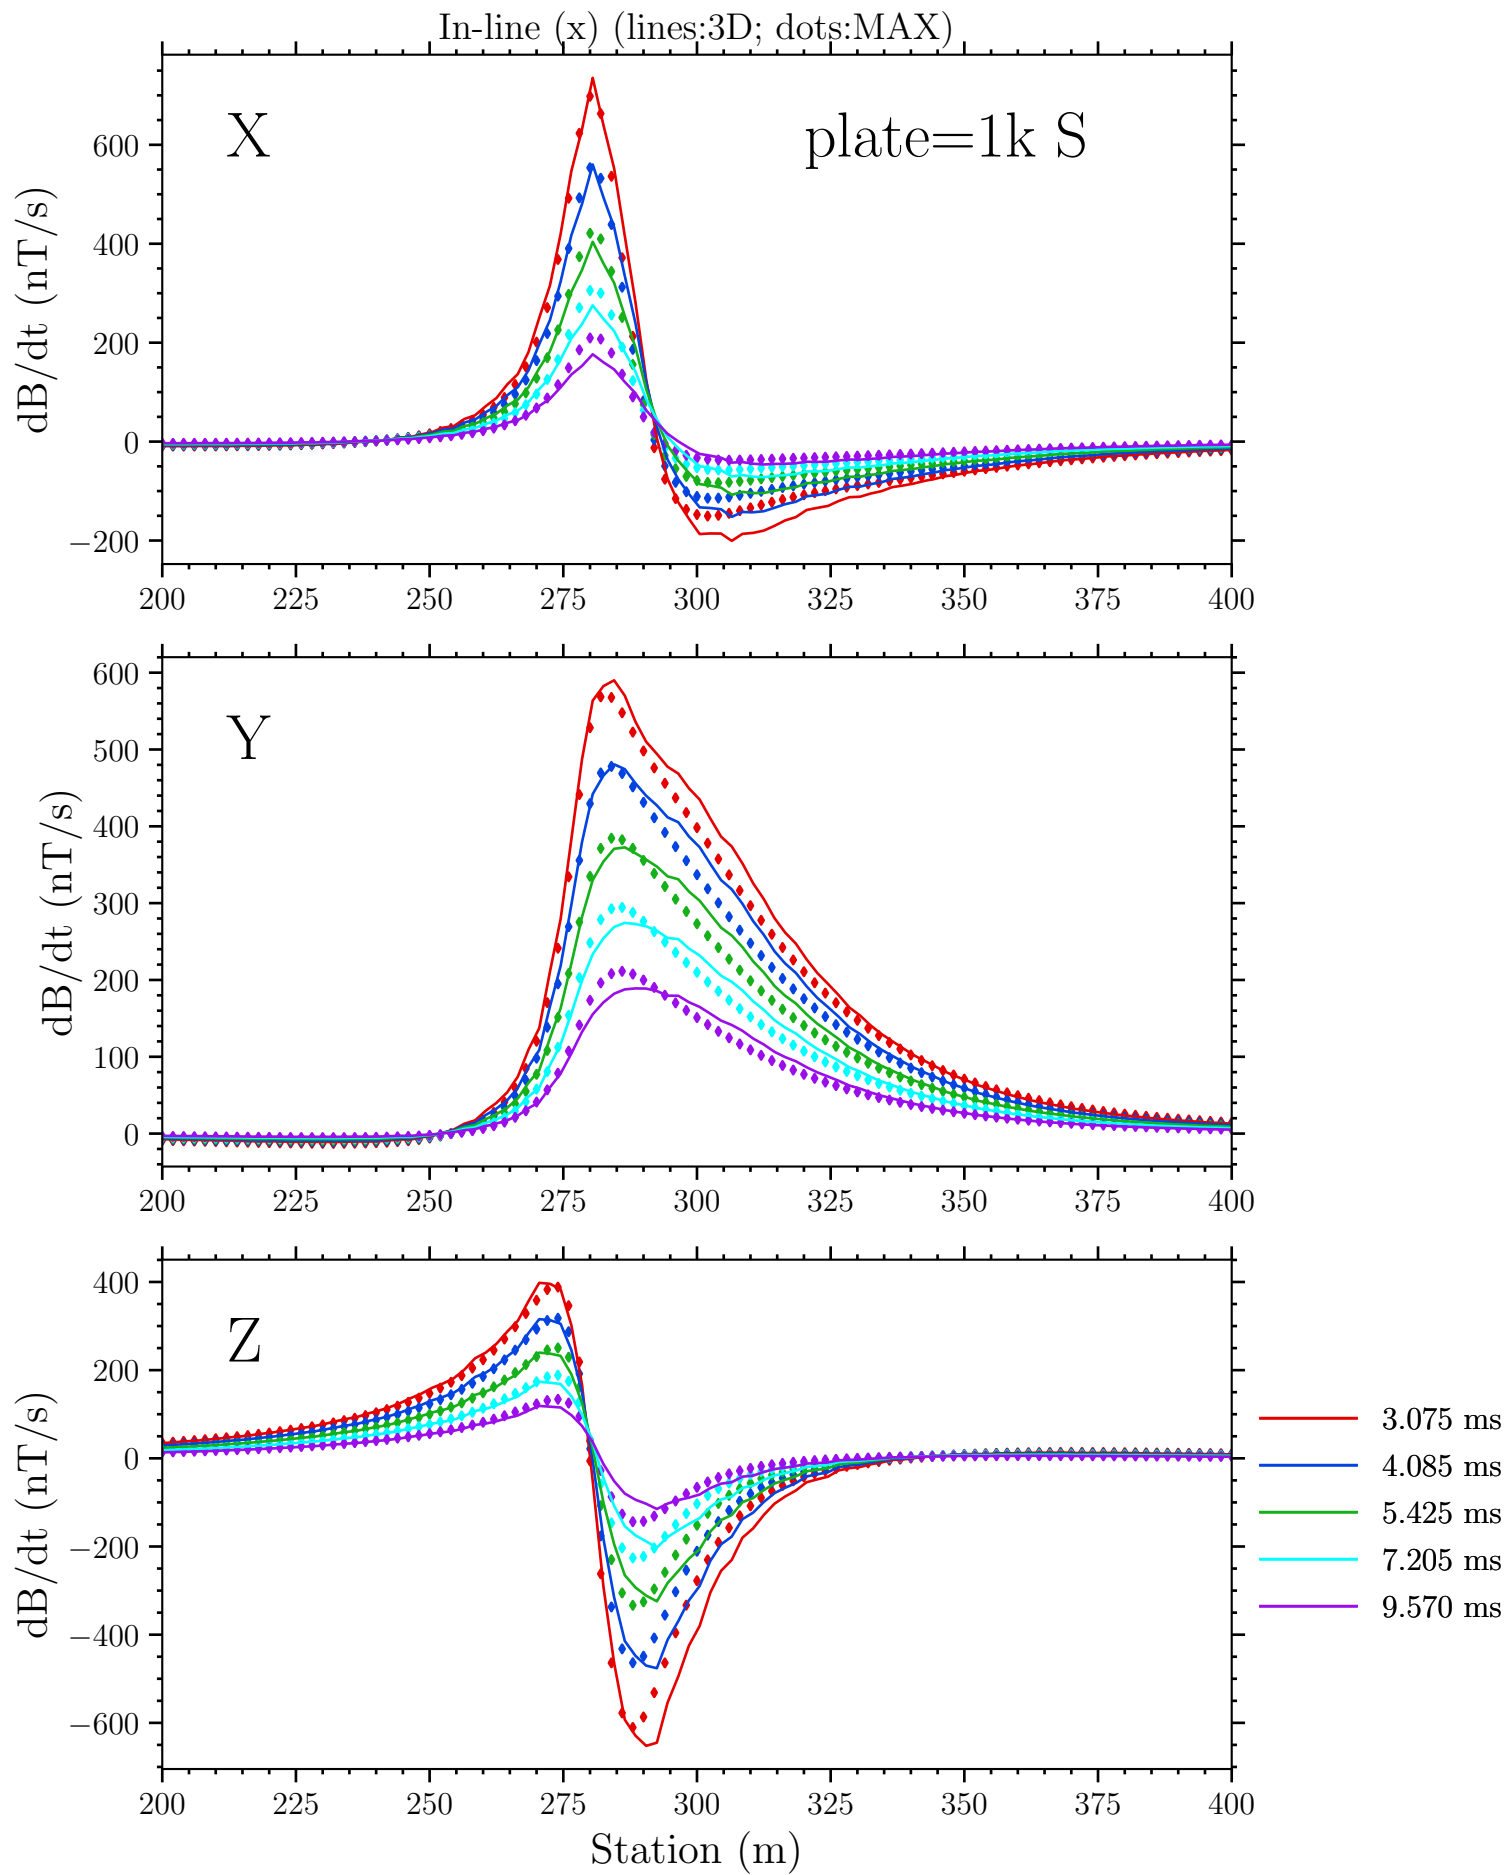 In-line (x) (lines:3D; dots:MAX)
X
plate=1k S
dB/dt (nT/s)
600
400
200
0
−200
200 225 250 275 300 325 350 375 400
Y
dB/dt (nT/s)
600
500
400
300
200
100
0
200 225 250 275 300 325 350 375 400
Z
dB/dt (nT/s)
400
200
0
−200
−400
−600
200 225 250 275 300 325 350 375 400
Station (m)
3.075 ms
4.085 ms
5.425 ms
7.205 ms
9.570 ms